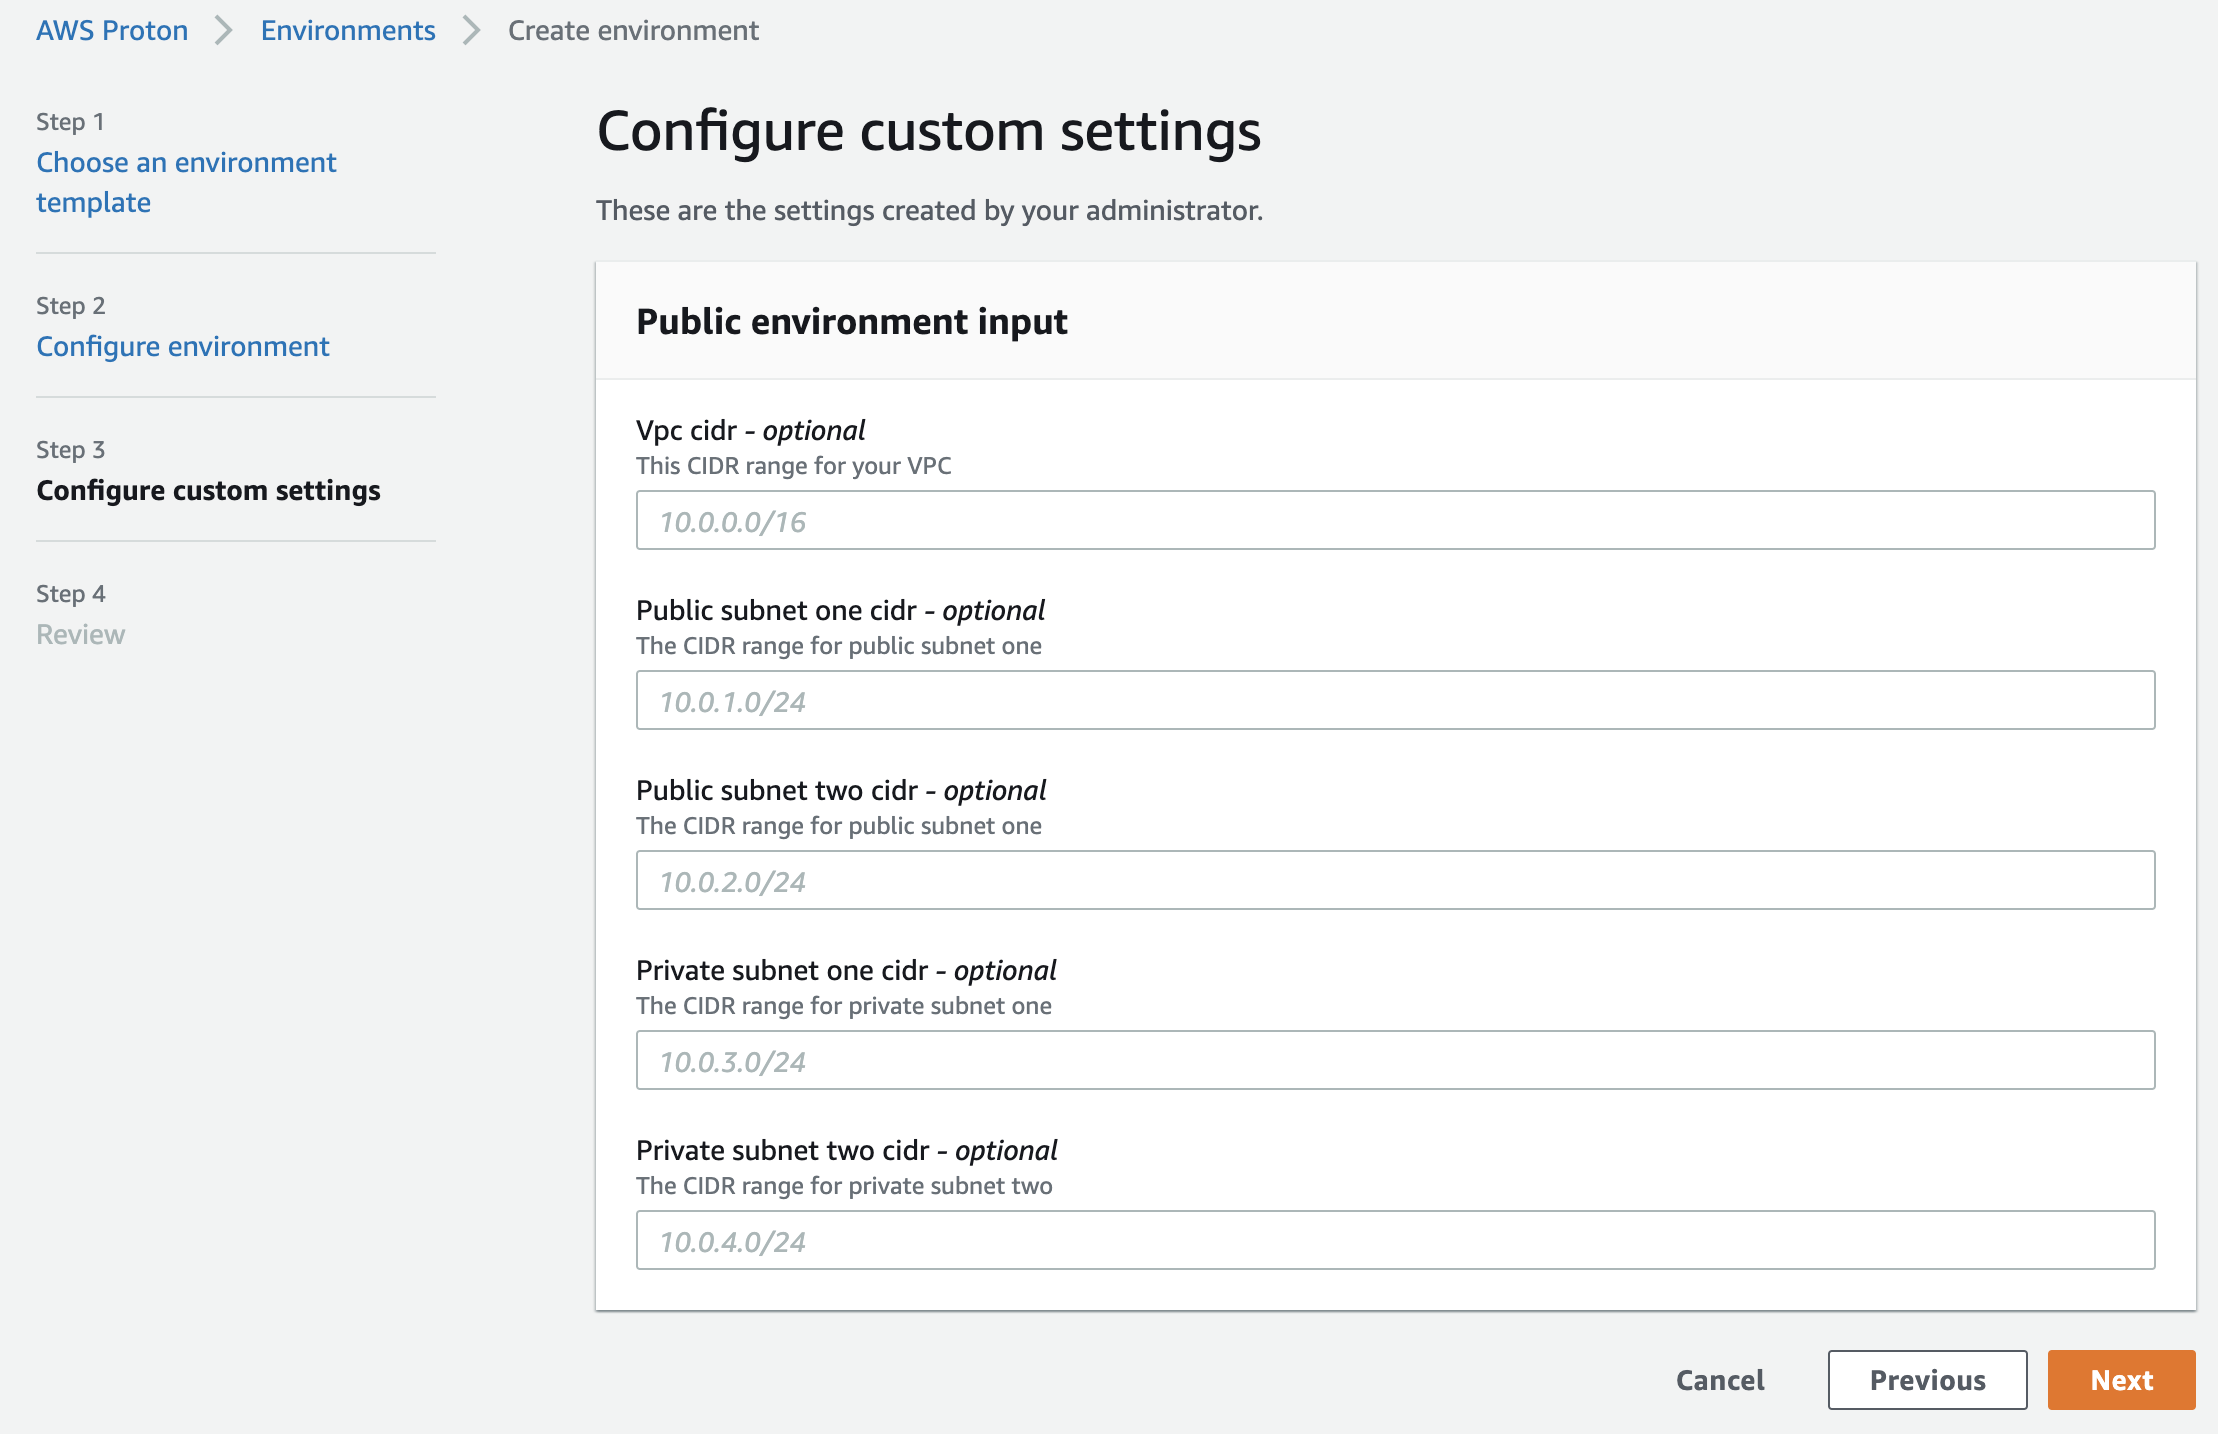 AWS Proton > Environments > Create environment
Step 1
Choose an environment
template
Step 2
Configure environment
Step 3
Configure custom settings
Step 4
Review
Configure custom settings
These are the settings created by your administrator.
Public environment input
Vpc cidr - optional
This CIDR range for your VPC
10.0.0.0/16
Public subnet one cidr - optional
The CIDR range for public subnet one
10.0.1.0/24
Public subnet two cidr - optional
The CIDR range for public subnet one
10.0.2.0/24
Private subnet one cidr - optional
The CIDR range for private subnet one
10.0.3.0/24
Private subnet two cidr - optional
The CIDR range for private subnet two
10.0.4.0/24
Cancel Previous Next